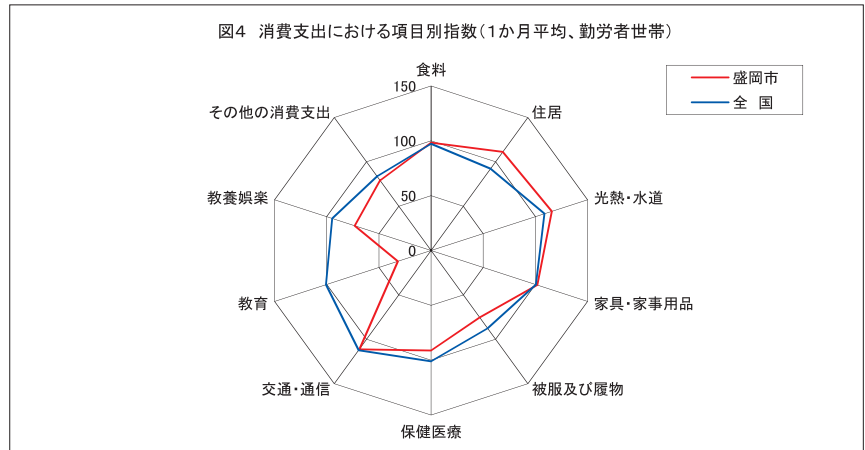 図4 消費支出における項目別指数(1か月平均、勤労者世帯)
盛岡市
全 国
食料
150
その他の消費支出
住居
100
教養娯楽
光熱・水道
50
0
教育
家具・家事用品
交通・通信
被服及び履物
保健医療